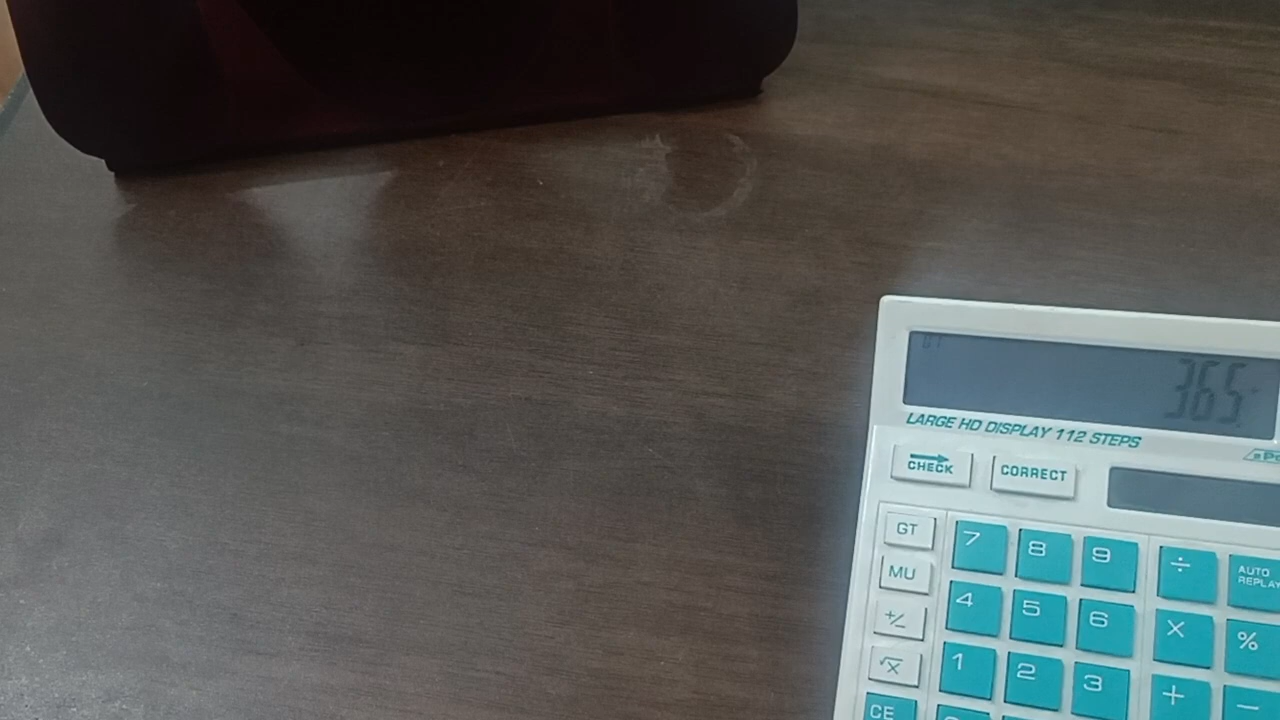 GT
365.
LARGE HD DISPLAY 112 STEPS
CHECK CORRECT
GT 7 8 9 ÷ AUTO REPLAY
MU 4 5 6 X %
+/- 1 2 3 + −
√X
CE